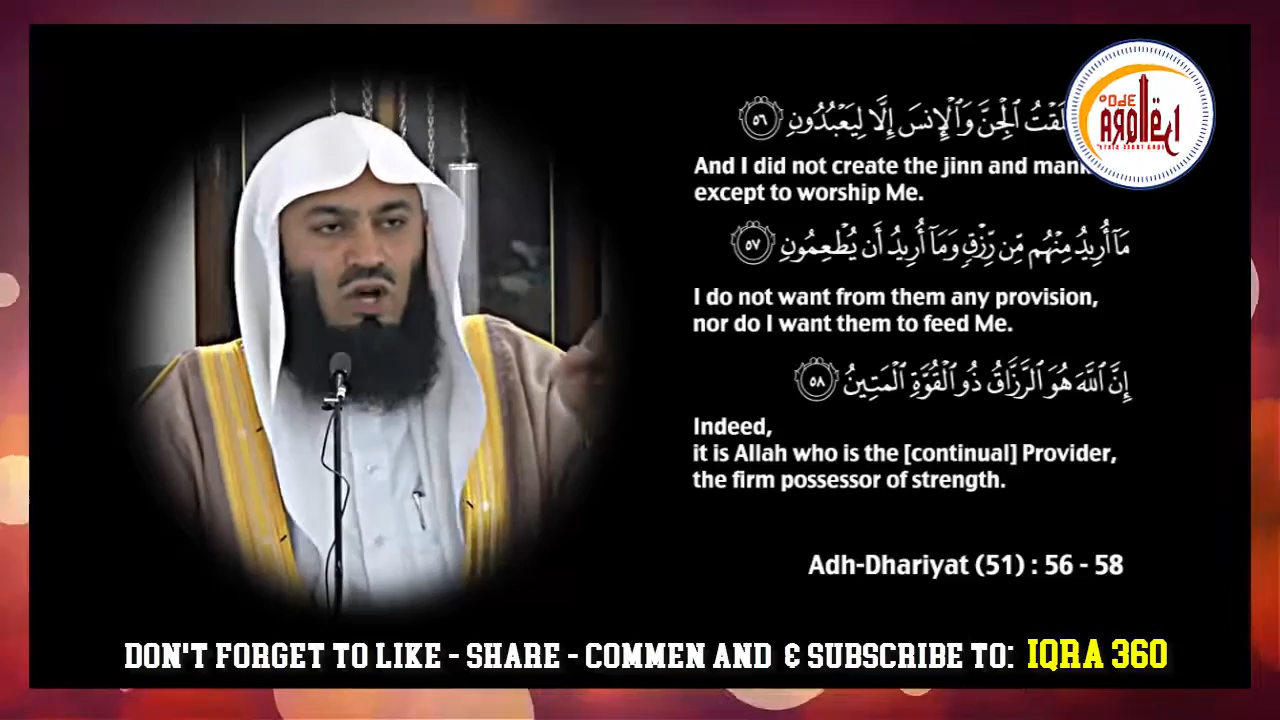 ٱلْجِنَّ وَٱلْإِنسَ إِلَّا لِيَعْبُدُونِ ٥٦
And I did not create the jinn and
except to worship Me.
مَآ أُرِيدُ مِنْهُم مِّن رِّزْقٍ وَمَآ أُرِيدُ أَن يُطْعِمُونِ ٥٧
I do not want from them any provision,
nor do I want them to feed Me.
إِنَّ ٱللَّهَ هُوَ ٱلرَّزَّاقُ ذُو ٱلْقُوَّةِ ٱلْمَتِينُ ٥٨
Indeed,
it is Allah who is the [continual] Provider,
the firm possessor of strength.
Adh-Dhariyat (51) : 56 - 58
DON'T FORGET TO LIKE - SHARE - COMMEN AND & SUBSCRIBE TO: IQRA 360